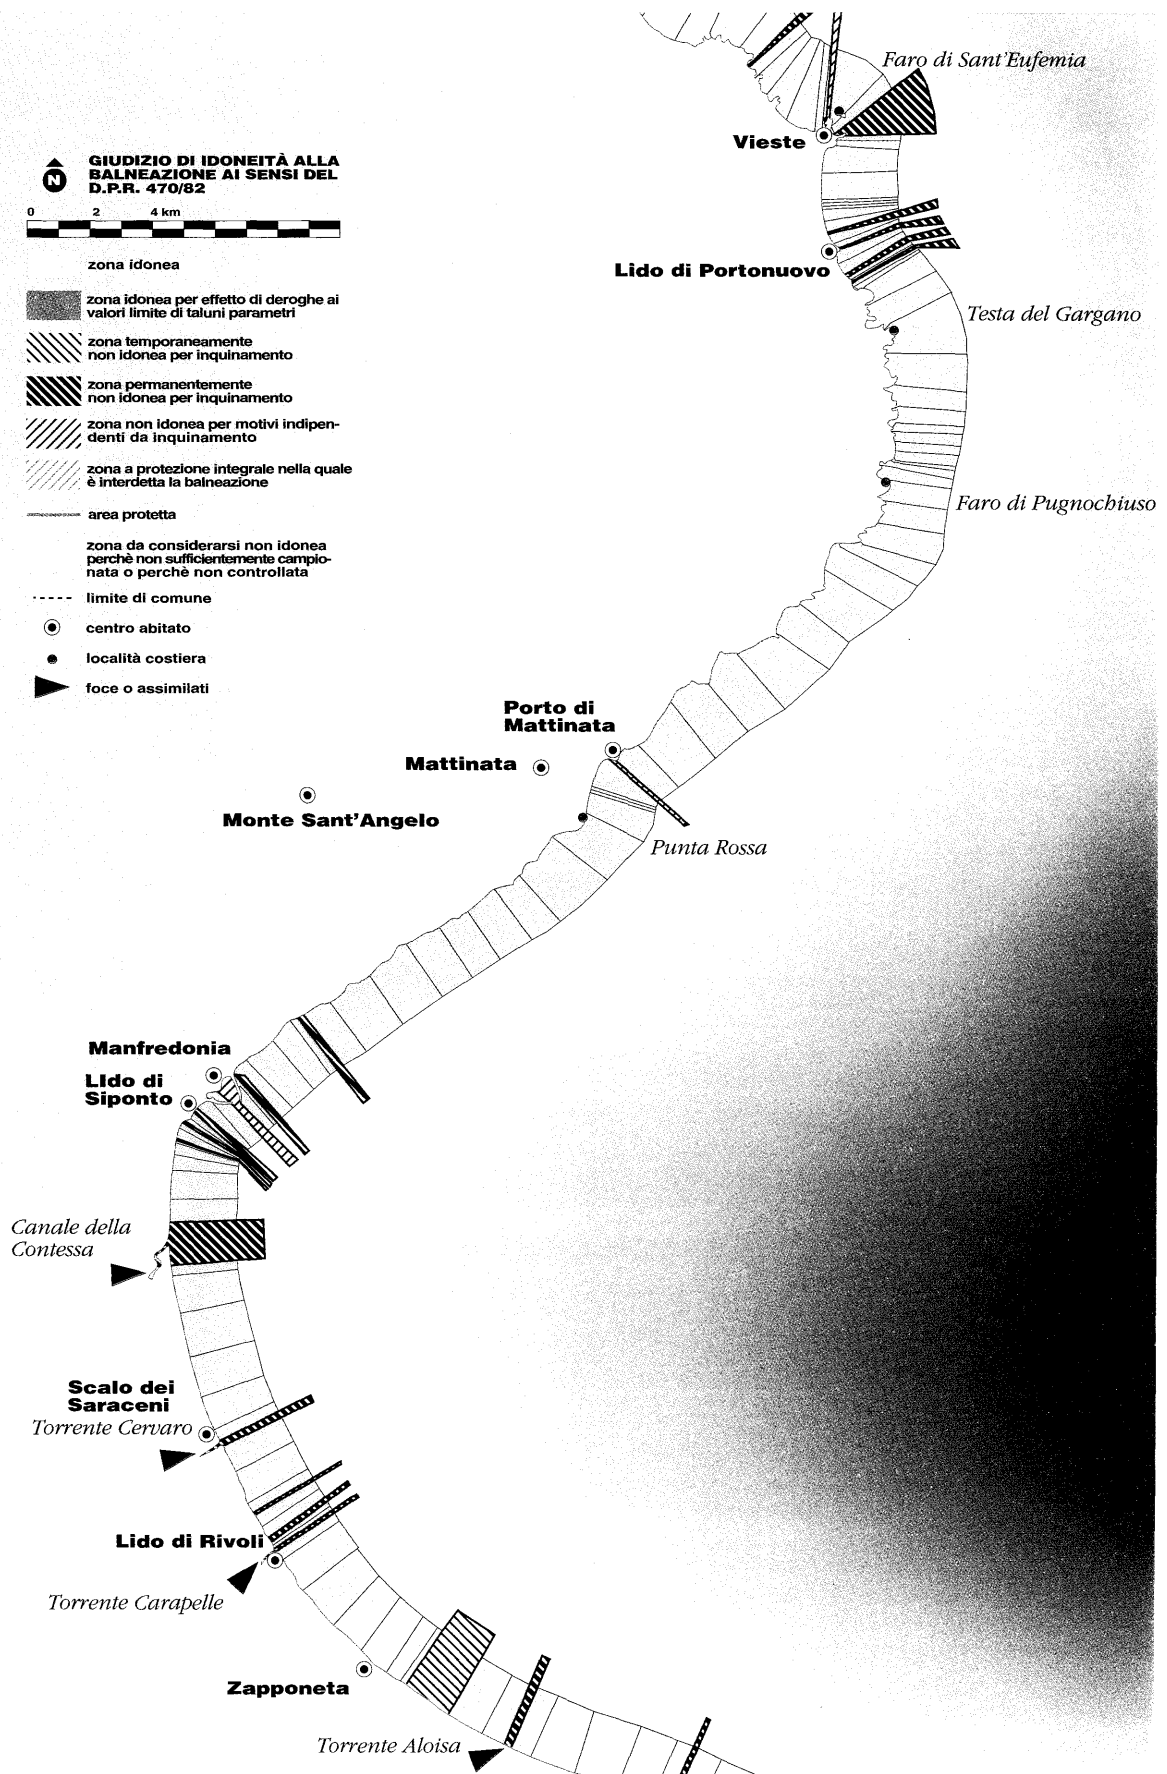 Faro di Sant'Eufemia
Vieste
N
GIUDIZIO DI IDONEITÀ ALLA
BALNEAZIONE AI SENSI DEL
D.P.R. 470/82
0 2 4 km
zona idonea
zona idonea per effetto di deroghe ai
valori limite di taluni parametri
zona temporaneamente
non idonea per inquinamento
zona permanentemente
non idonea per inquinamento
zona non idonea per motivi indipen-
denti da inquinamento
zona a protezione integrale nella quale
è interdetta la balneazione
area protetta
zona da considerarsi non idonea
perchè non sufficientemente campio-
nata o perchè non controllata
limite di comune
centro abitato
località costiera
foce o assimilati
Lido di Portonuovo
Testa del Gargano
Faro di Pugnochiuso
Porto di
Mattinata
Mattinata
Monte Sant'Angelo
Punta Rossa
Manfredonia
LIdo di
Siponto
Canale della
Contessa
Scalo dei
Saraceni
Torrente Cervaro
Lido di Rivoli
Torrente Carapelle
Zapponeta
Torrente Aloisa